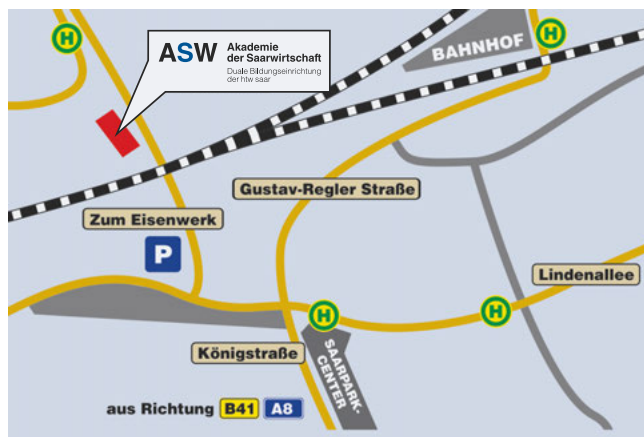 H
ASW Akademie
der Saarwirtschaft
Duale Bildungseinrichtung
der htw saar
BAHNHOF
H
Gustav-Regler Straße
Zum Eisenwerk
P
Lindenallee
H
H
Königstraße
SAARPARK-
CENTER
aus Richtung B41 A8